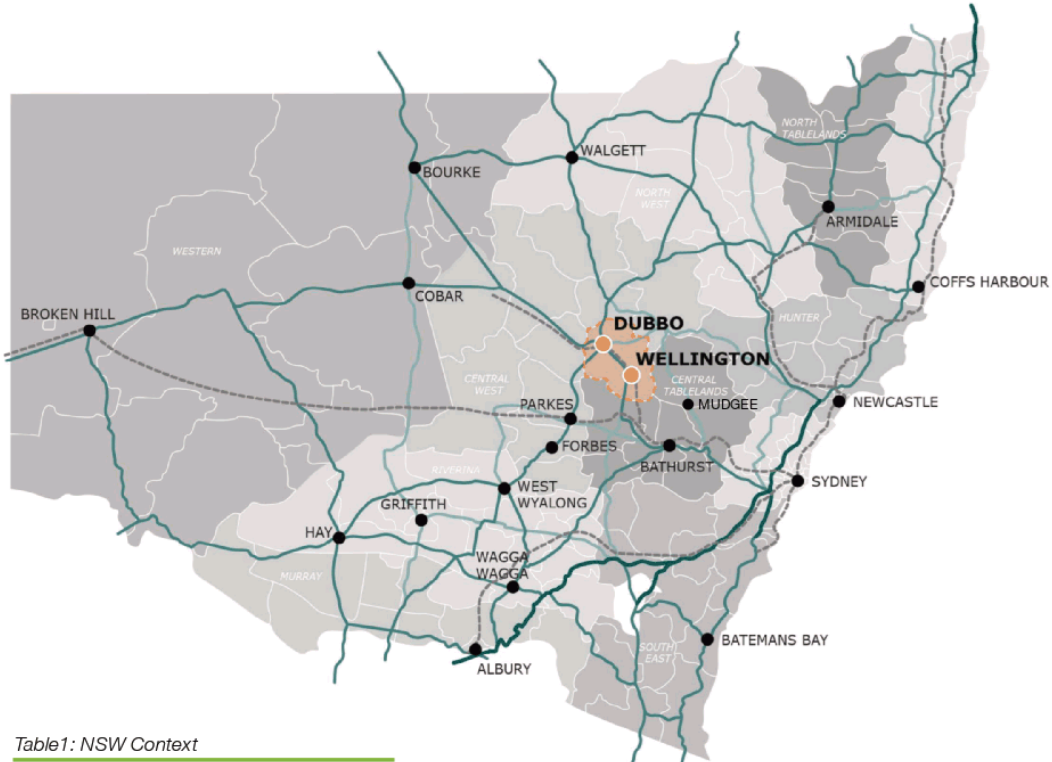 NORTH
TABLELANDS
WALGETT
BOURKE
NORTH
WEST
ARMIDALE
WESTERN
COFFS HARBOUR
COBAR
BROKEN HILL
HUNTER
DUBBO
WELLINGTON
CENTRAL
WEST
CENTRAL
TABLELANDS
PARKES
MUDGEE
NEWCASTLE
FORBES
BATHURST
RIVERINA
SYDNEY
WEST
WYALONG
GRIFFITH
HAY
WAGGA
WAGGA
MURRAY
BATEMANS BAY
SOUTH
EAST
ALBURY
Table1: NSW Context